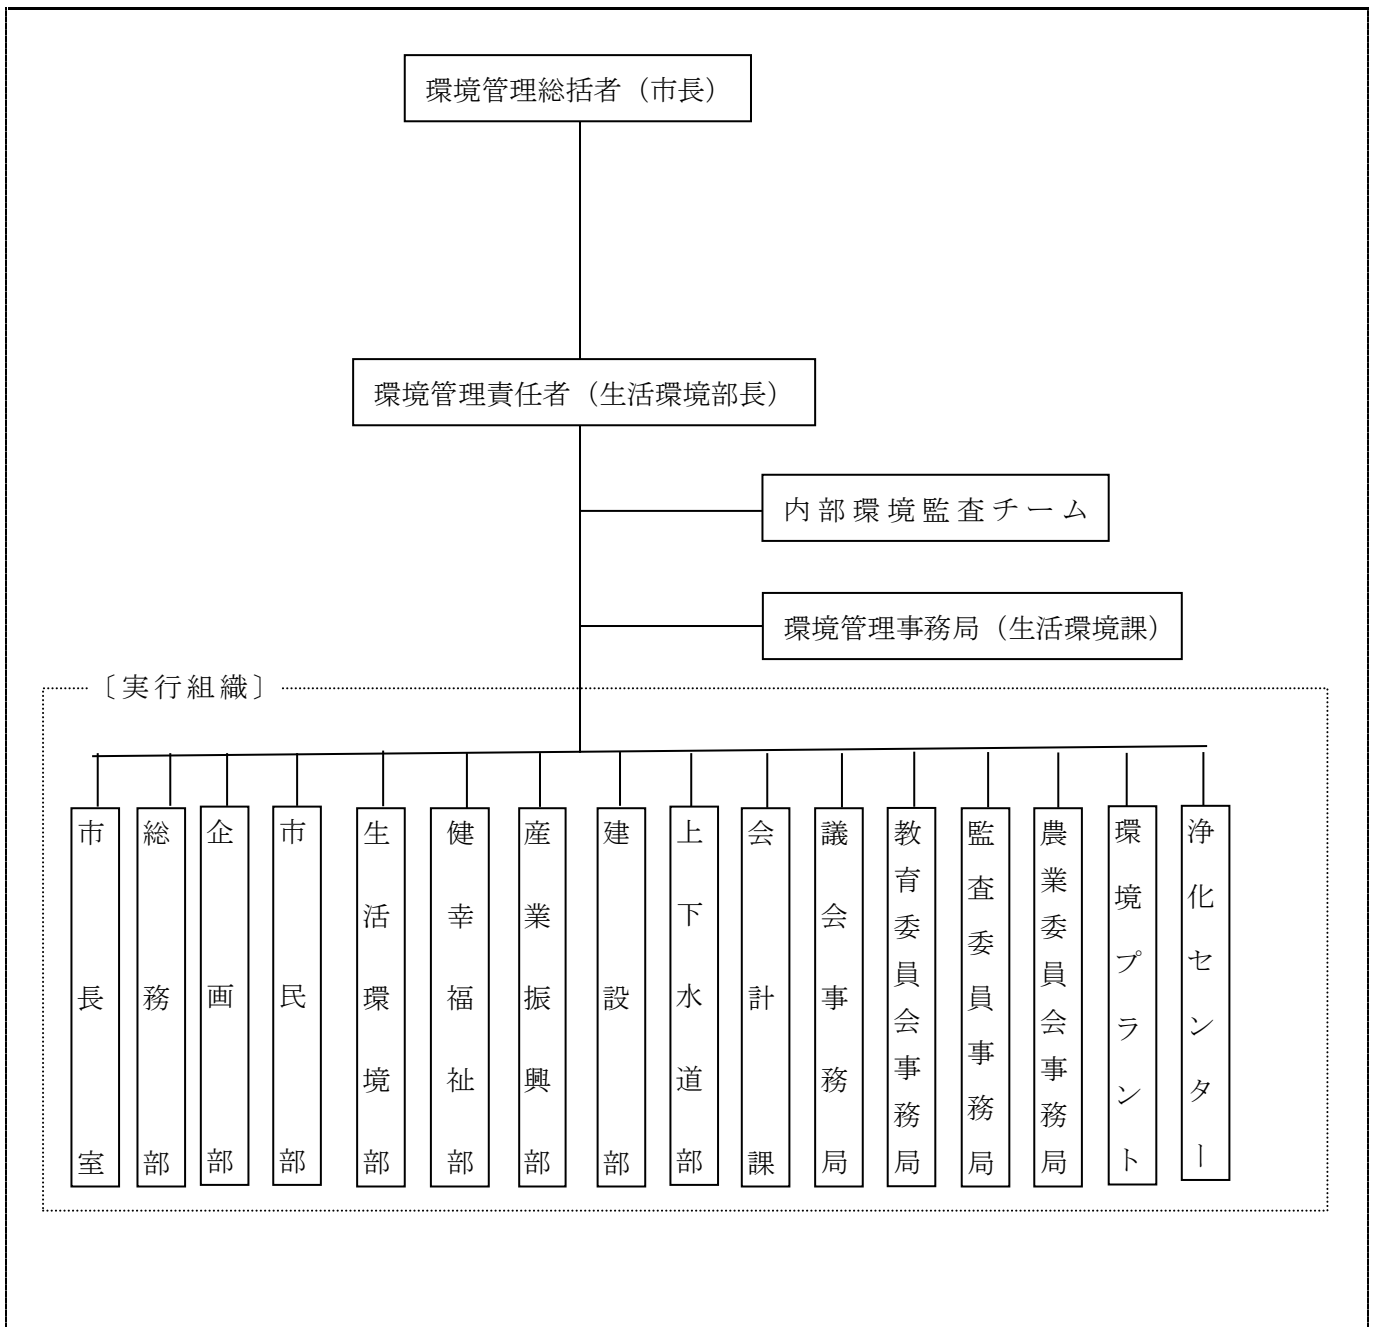 環境管理総括者（市長）
環境管理責任者（生活環境部長）
内部環境監査チーム
環境管理事務局（生活環境課）
〔実行組織〕
市長室
総務部
企画部
市民部
生活環境部
健幸福祉部
産業振興部
建設部
上下水道部
会計課
議会事務局
教育委員会事務局
監査委員事務局
農業委員会事務局
環境プラント
浄化センター